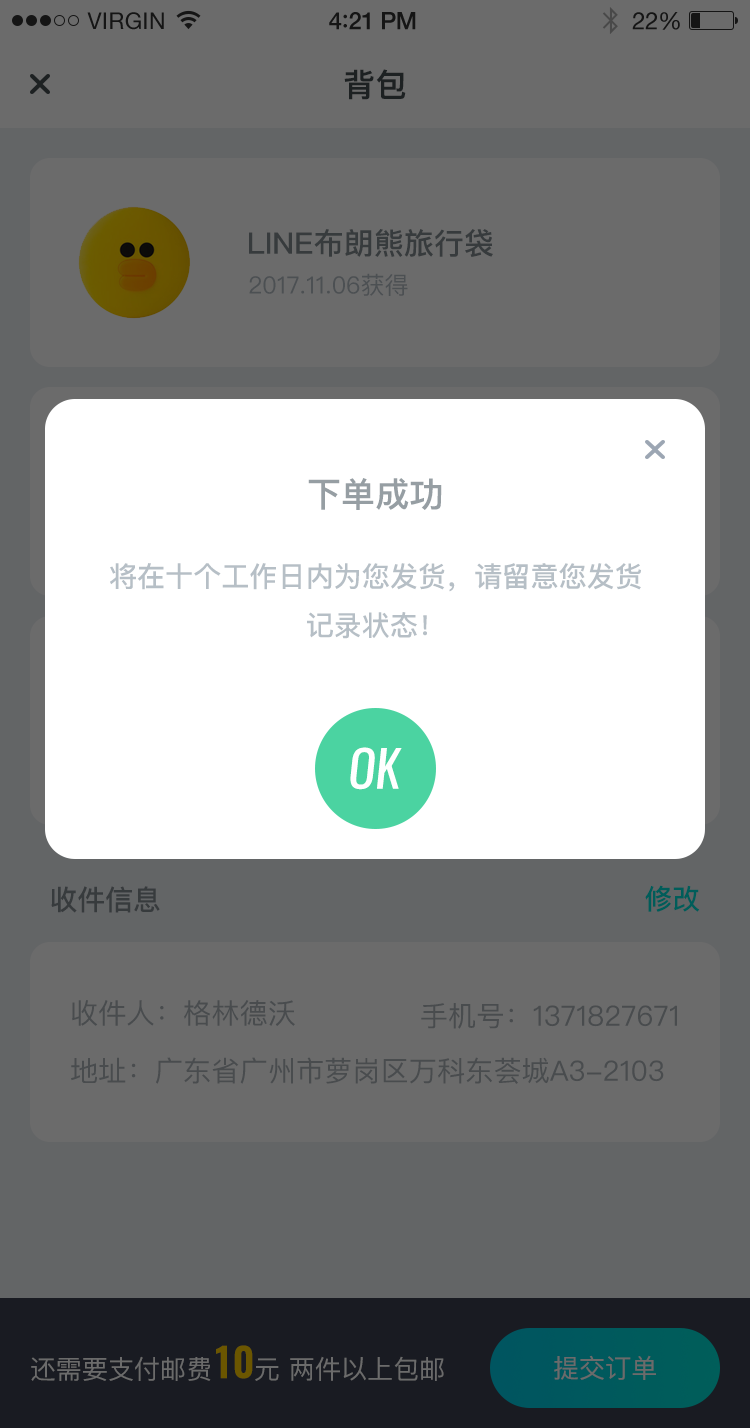 VIRGIN 4:21 PM 22%
背包
LINE布朗熊旅行袋
2017.11.06获得
下单成功
将在十个工作日内为您发货，请留意您发货
记录状态！
OK
收件信息 修改
收件人：格林德沃 手机号：1371827671
地址：广东省广州市萝岗区万科东荟城A3-2103
还需要支付邮费10元 两件以上包邮 提交订单